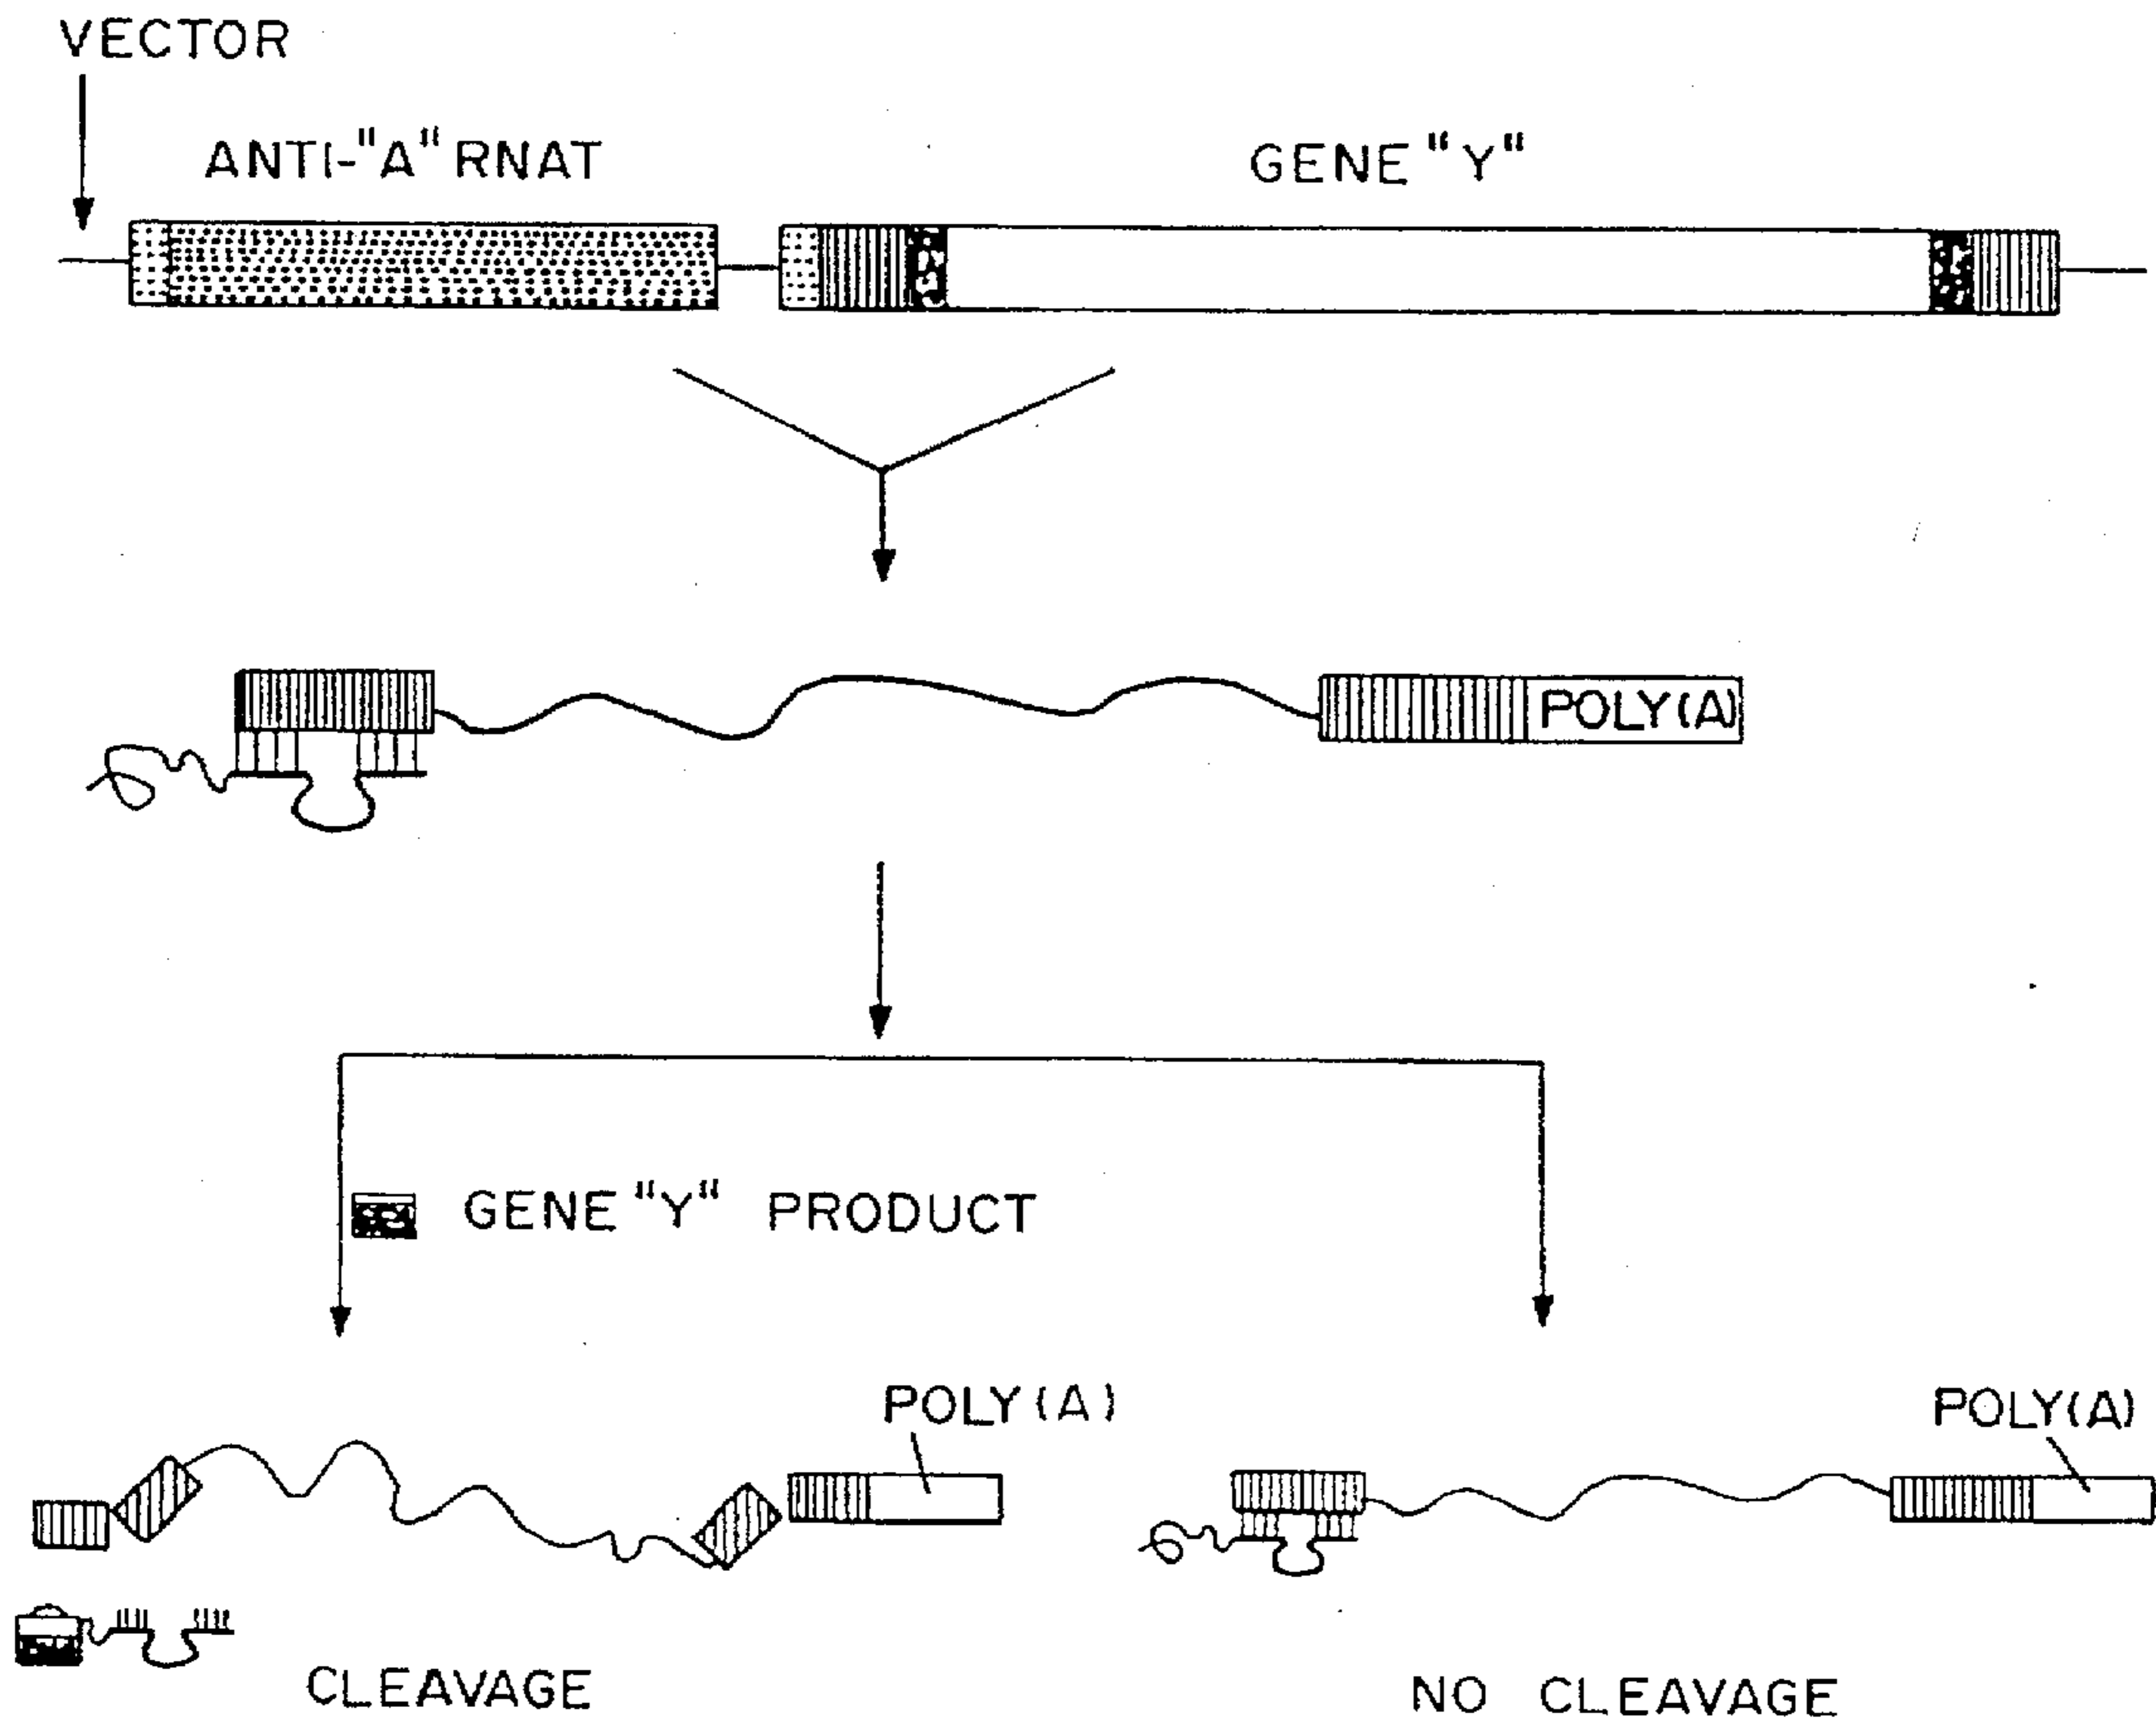 VECTOR
ANTI-"A" RNAT
GENE "Y"
POLY(A)
GENE "Y" PRODUCT
POLY(A)
POLY(A)
CLEAVAGE
NO CLEAVAGE